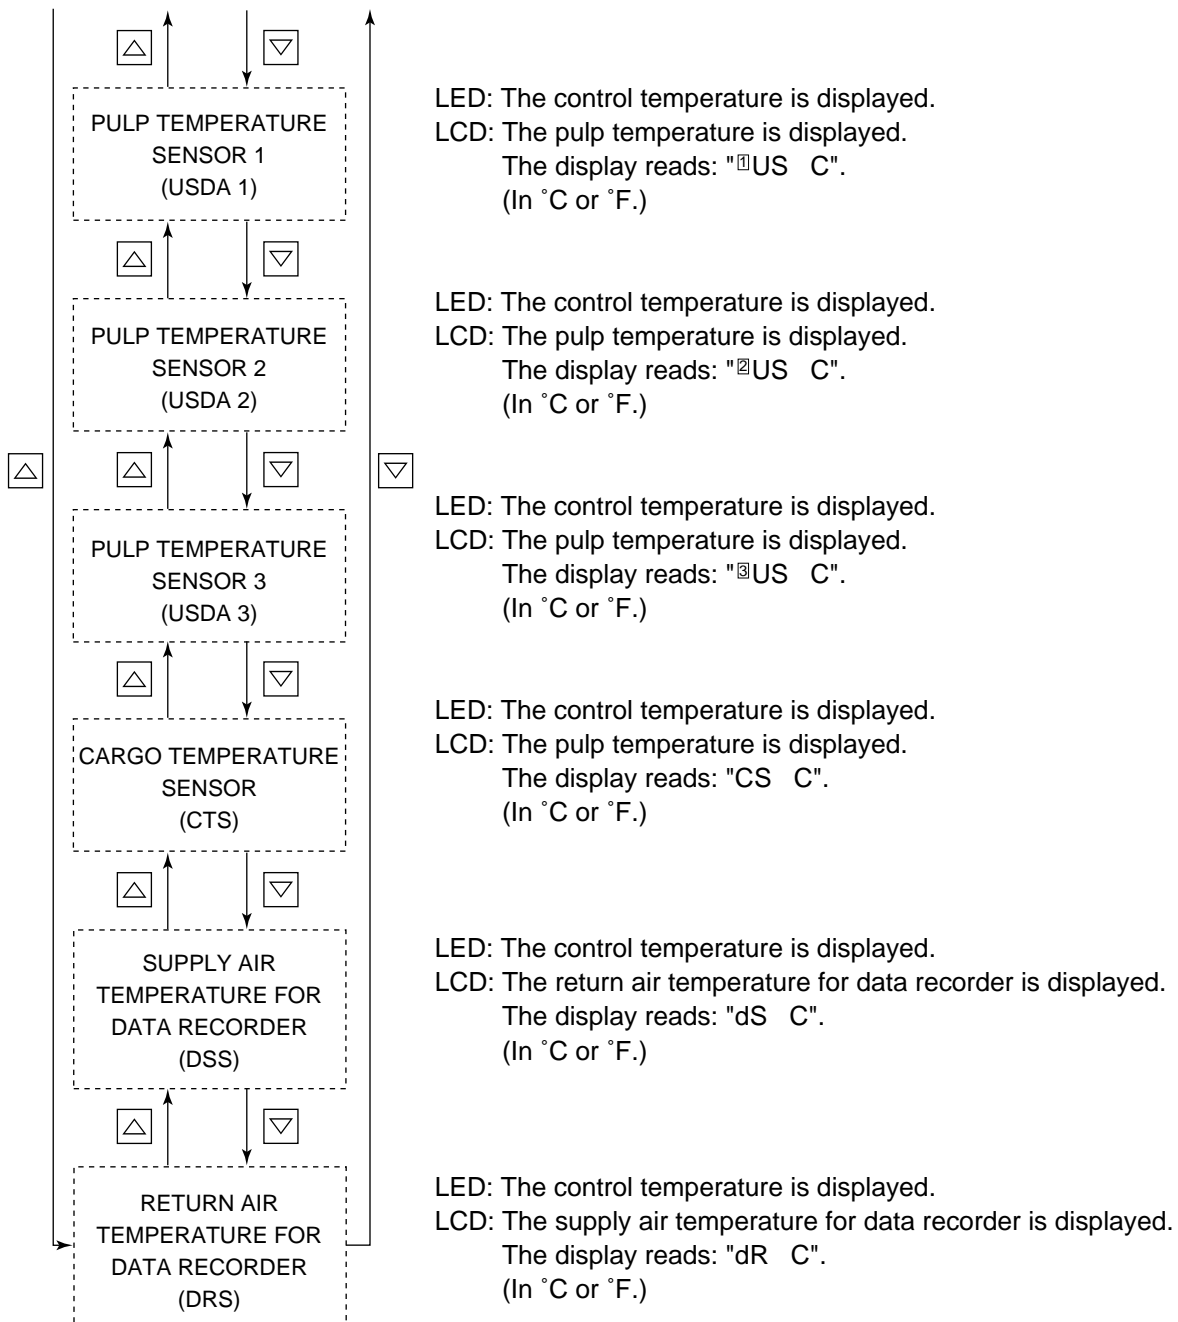 PULP TEMPERATURE
SENSOR 1
(USDA 1)
LED: The control temperature is displayed.
LCD: The pulp temperature is displayed.
The display reads: "1US   C".
(In ˚C or ˚F.)
PULP TEMPERATURE
SENSOR 2
(USDA 2)
LED: The control temperature is displayed.
LCD: The pulp temperature is displayed.
The display reads: "2US   C".
(In ˚C or ˚F.)
PULP TEMPERATURE
SENSOR 3
(USDA 3)
LED: The control temperature is displayed.
LCD: The pulp temperature is displayed.
The display reads: "3US   C".
(In ˚C or ˚F.)
CARGO TEMPERATURE
SENSOR
(CTS)
LED: The control temperature is displayed.
LCD: The pulp temperature is displayed.
The display reads: "CS   C".
(In ˚C or ˚F.)
SUPPLY AIR
TEMPERATURE FOR
DATA RECORDER
(DSS)
LED: The control temperature is displayed.
LCD: The return air temperature for data recorder is displayed.
The display reads: "dS   C".
(In ˚C or ˚F.)
RETURN AIR
TEMPERATURE FOR
DATA RECORDER
(DRS)
LED: The control temperature is displayed.
LCD: The supply air temperature for data recorder is displayed.
The display reads: "dR   C".
(In ˚C or ˚F.)